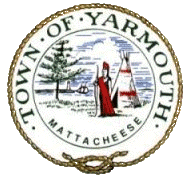 · TOWN · OF · YARMOUTH ·
MATTACHEESE